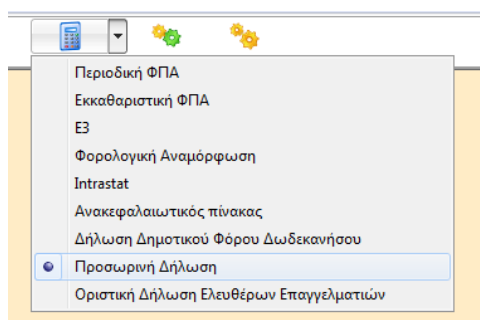 Περιοδική ΦΠΑ
Εκκαθαριστική ΦΠΑ
Ε3
Φορολογική Αναμόρφωση
Intrastat
Ανακεφαλαιωτικός πίνακας
Δήλωση Δημοτικού Φόρου Δωδεκανήσου
Προσωρινή Δήλωση
Οριστική Δήλωση Ελευθέρων Επαγγελματιών